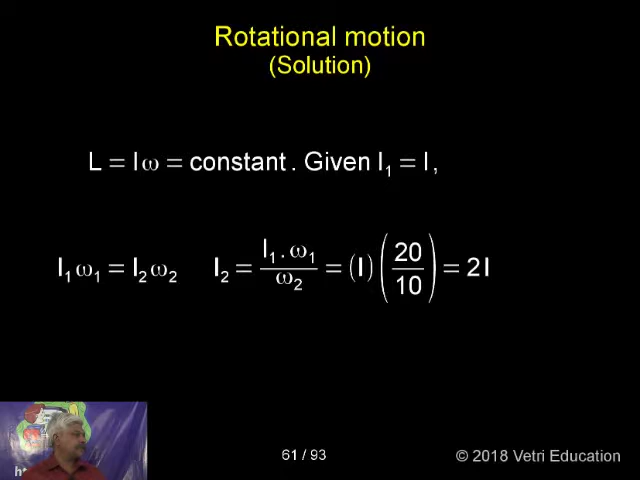 Rotational motion
(Solution)
L = Iω = constant. Given I₁ = I,
I₁ω₁ = I₂ω₂ I₂ = I₁.ω₁/ω₂ = (I)(20/10) = 2I
61 / 93
© 2018 Vetri Education